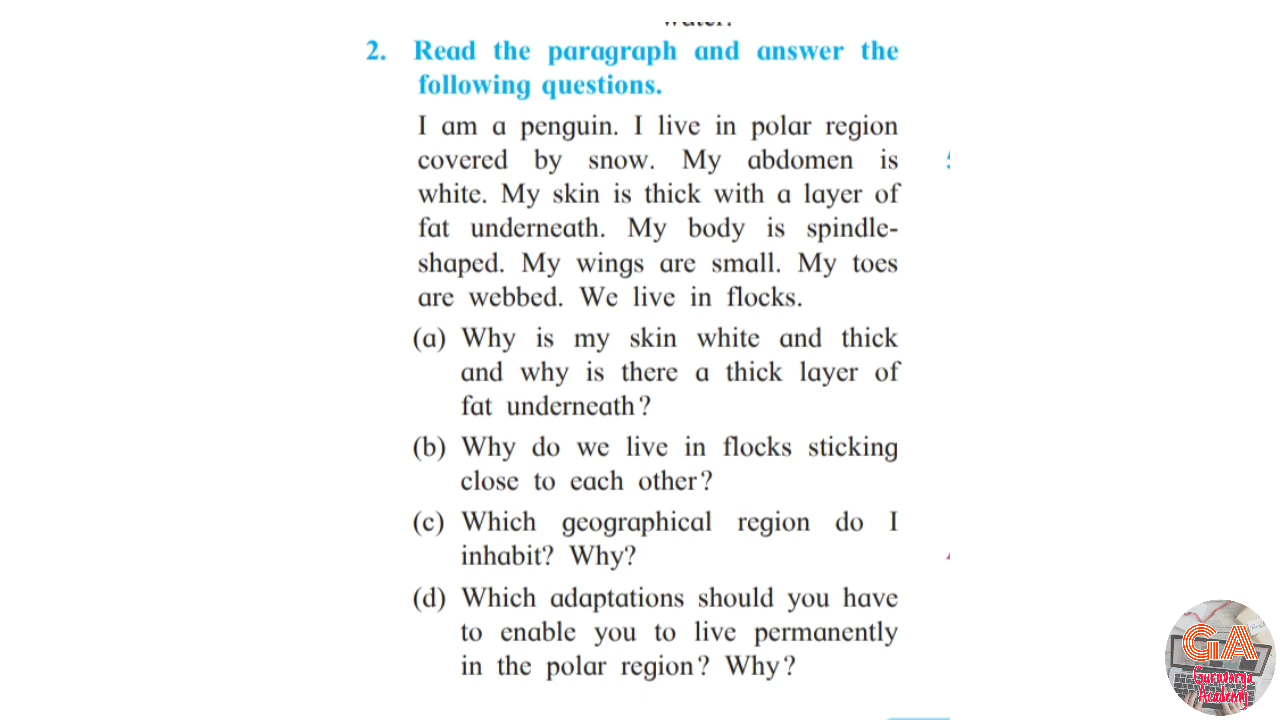 2. Read the paragraph and answer the
following questions.
I am a penguin. I live in polar region
covered by snow. My abdomen is
white. My skin is thick with a layer of
fat underneath. My body is spindle-
shaped. My wings are small. My toes
are webbed. We live in flocks.
(a) Why is my skin white and thick
and why is there a thick layer of
fat underneath?
(b) Why do we live in flocks sticking
close to each other?
(c) Which geographical region do I
inhabit? Why?
(d) Which adaptations should you have
to enable you to live permanently
in the polar region? Why?
GA
Academy